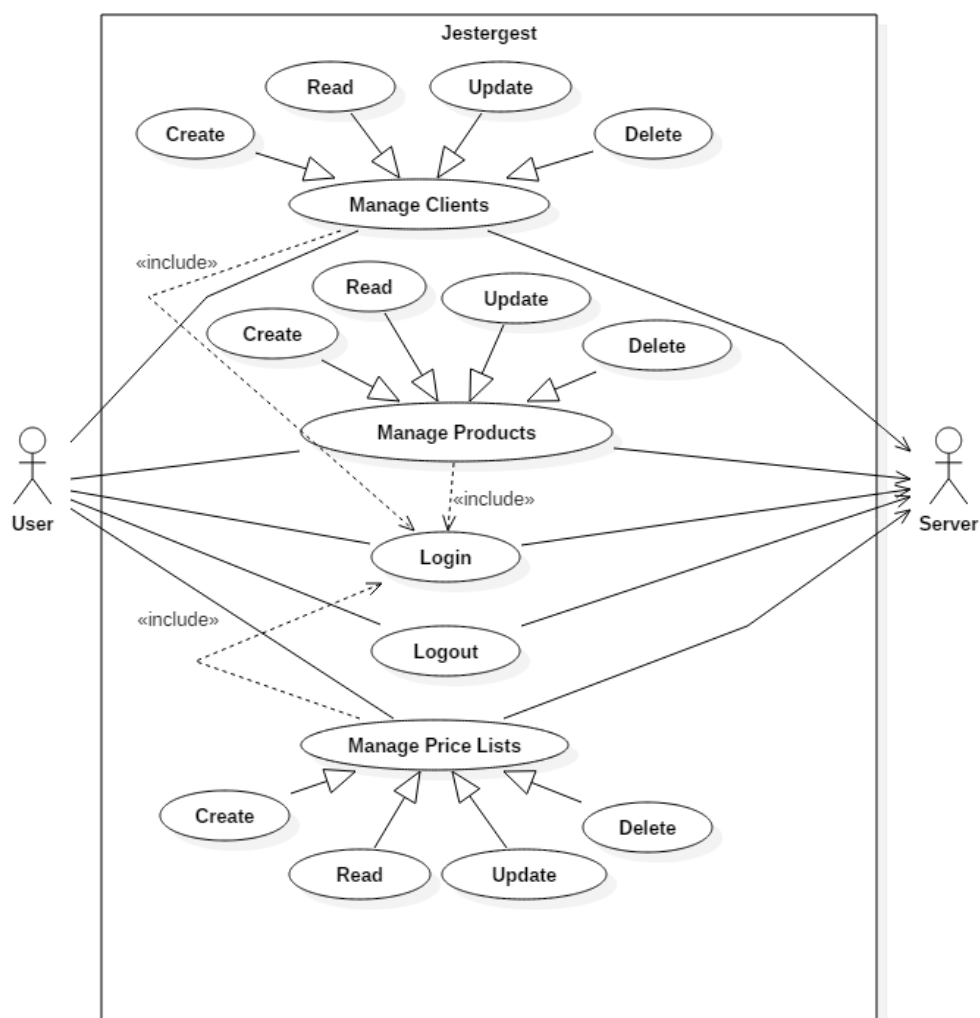 Jestergest
Read
Update
Create
Delete
Manage Clients
«include»
Read
Update
Create
Delete
Manage Products
«include»
User
Server
Login
«include»
Logout
Manage Price Lists
Create
Delete
Read
Update